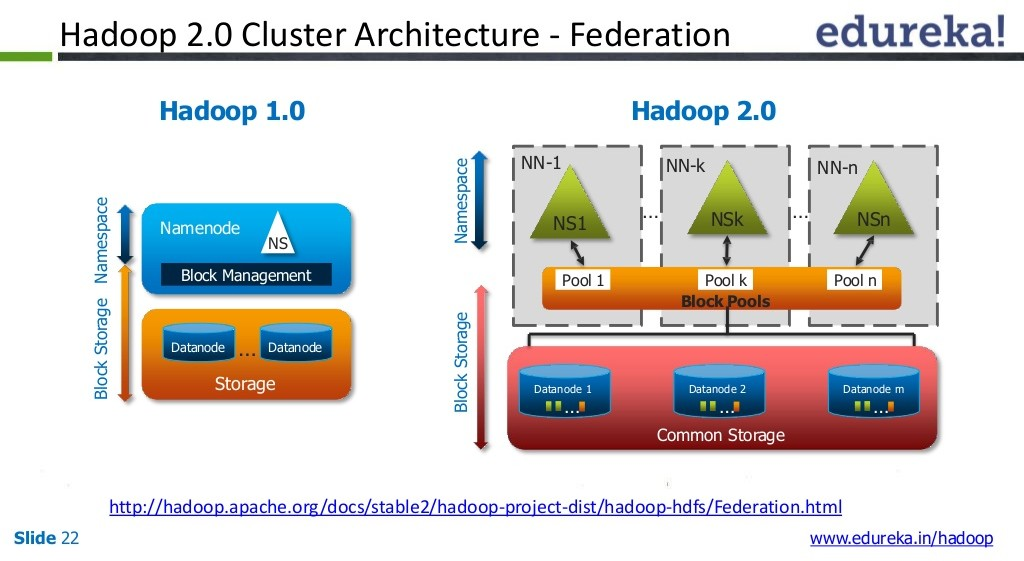 Hadoop 2.0 Cluster Architecture - Federation
edureka!
Hadoop 1.0
Namespace
Block Storage
Namenode
NS
Block Management
Datanode
...
Datanode
Storage
Hadoop 2.0
Namespace
Block Storage
NN-1
NN-k
NN-n
NS1
...
NSk
...
NSn
Pool 1
Pool k
Pool n
Block Pools
Datanode 1
...
Datanode 2
...
Datanode m
...
Common Storage
http://hadoop.apache.org/docs/stable2/hadoop-project-dist/hadoop-hdfs/Federation.html
Slide 22
www.edureka.in/hadoop